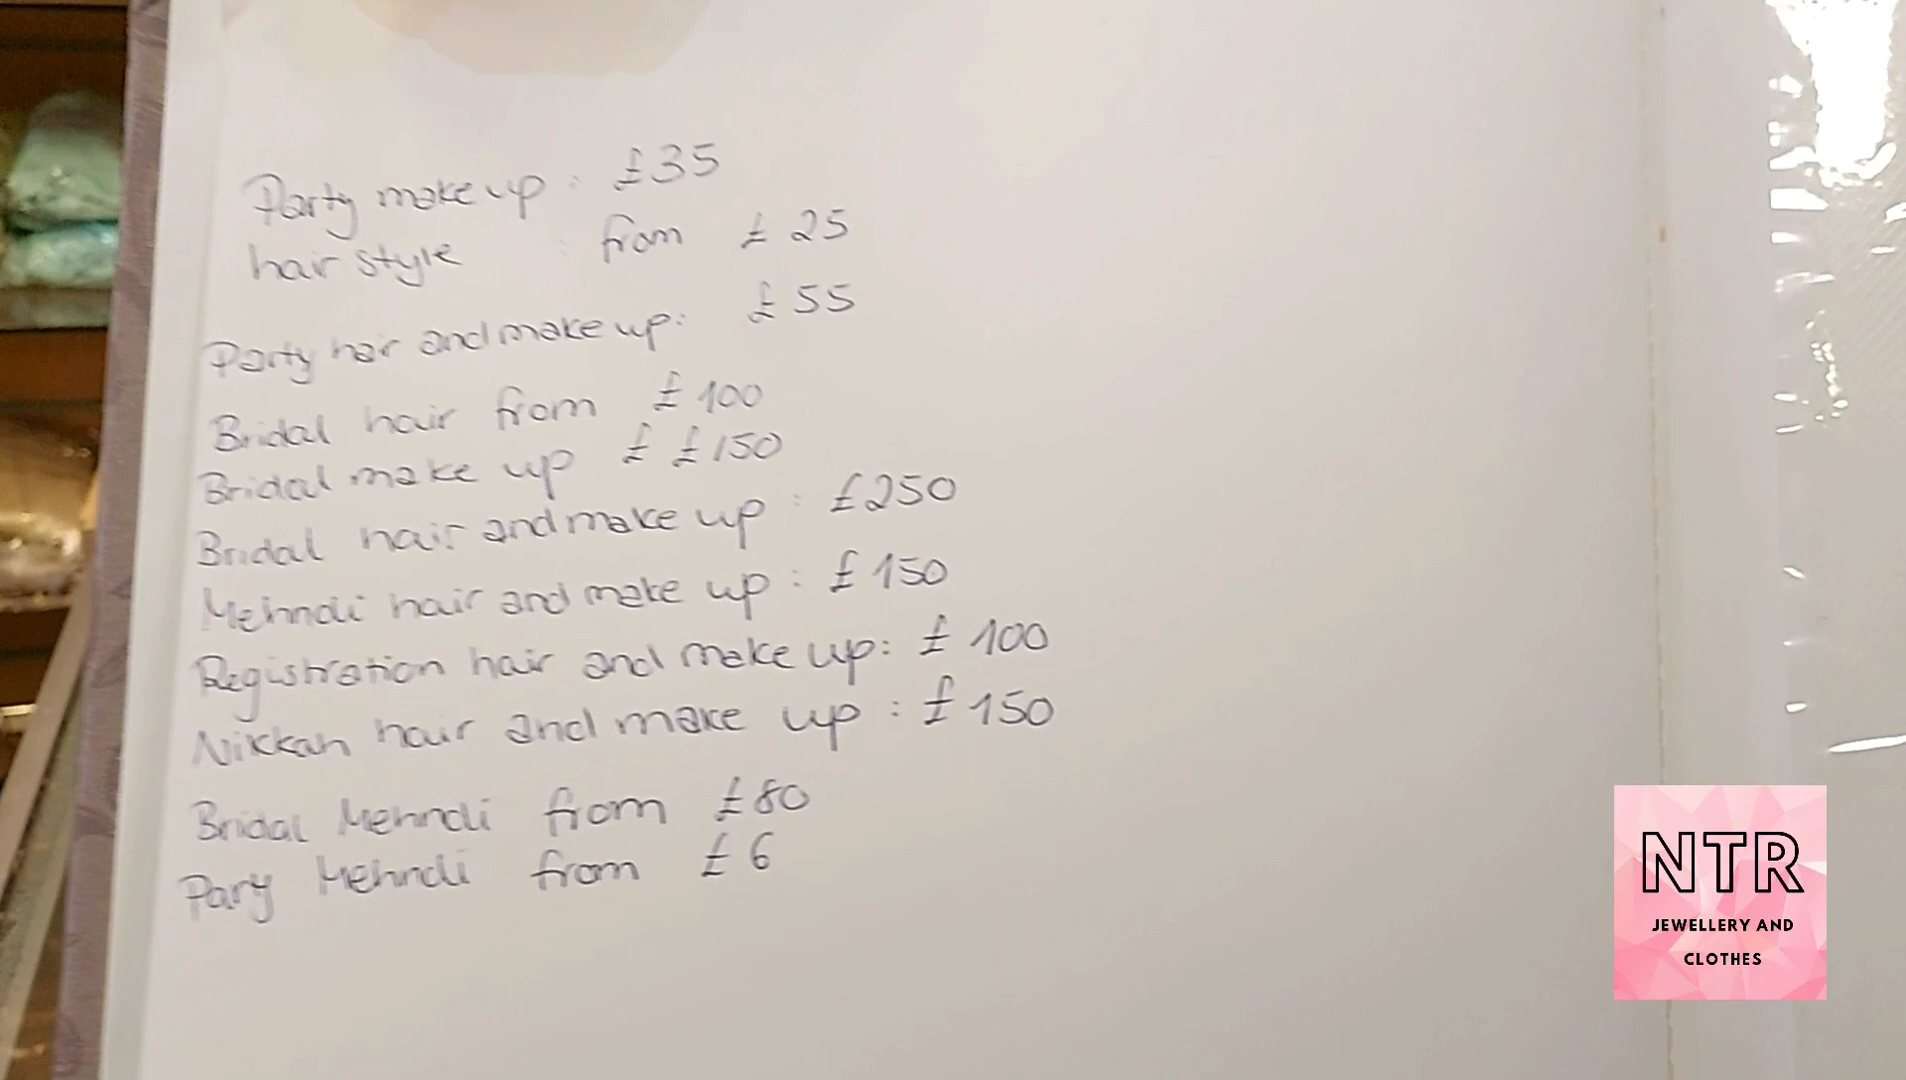 Party make up : £35
hair style : from £ 25
Party hair and make up: £55
Bridal hair from £100
Bridal make up £ £150
Bridal hair and make up : £250
Mehndi hair and make up : £150
Registration hair and make up: £ 100
Nikkah hair and make up : £150
Bridal Mehndi from £80
Pary Mehndi from £6
NTR
JEWELLERY AND
CLOTHES